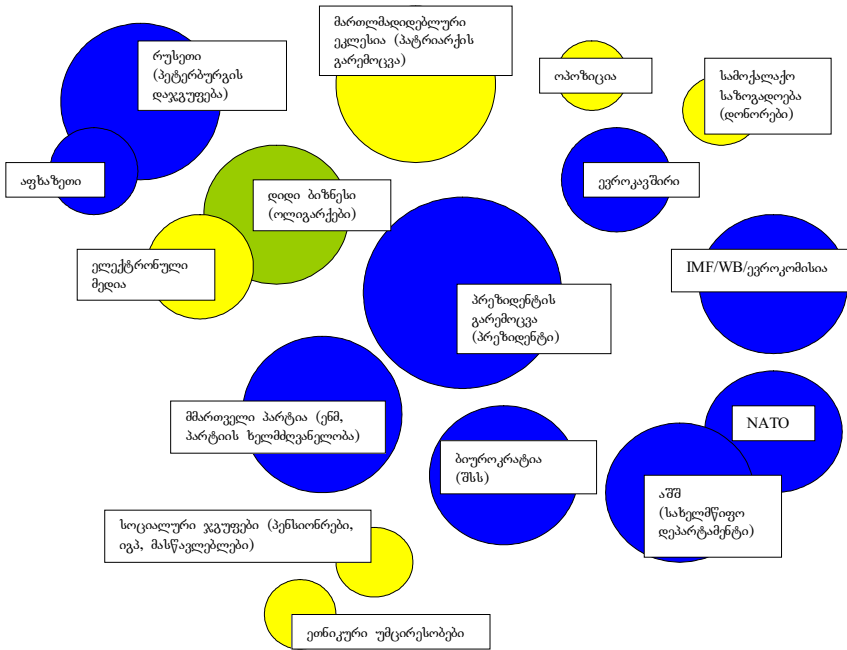 მართლმადიდებლური
ეკლესია (პატრიარქის
გარემოცვა)
რუსეთი
(პეტერბურგის
დაჯგუფება)
ოპოზიცია
სამოქალაქო
საზოგადოება
(დონორები)
აფხაზეთი
დიდი ბიზნესი
(ოლიგარქები)
ევროკავშირი
ელექტრონული
მედია
IMF/WB/ევროკომისია
პრეზიდენტის
გარემოცვა
(პრეზიდენტი)
მმართველი პარტია (ენმ,
პარტიის ხელმძღვანელობა)
NATO
ბიუროკრატია
(შსს)
აშშ
(სახელმწიფო
დეპარტამენტი)
სოციალური ჯგუფები (პენსიონრები,
იგპ, მასწავლებლები)
ეთნიკური უმცირესობები